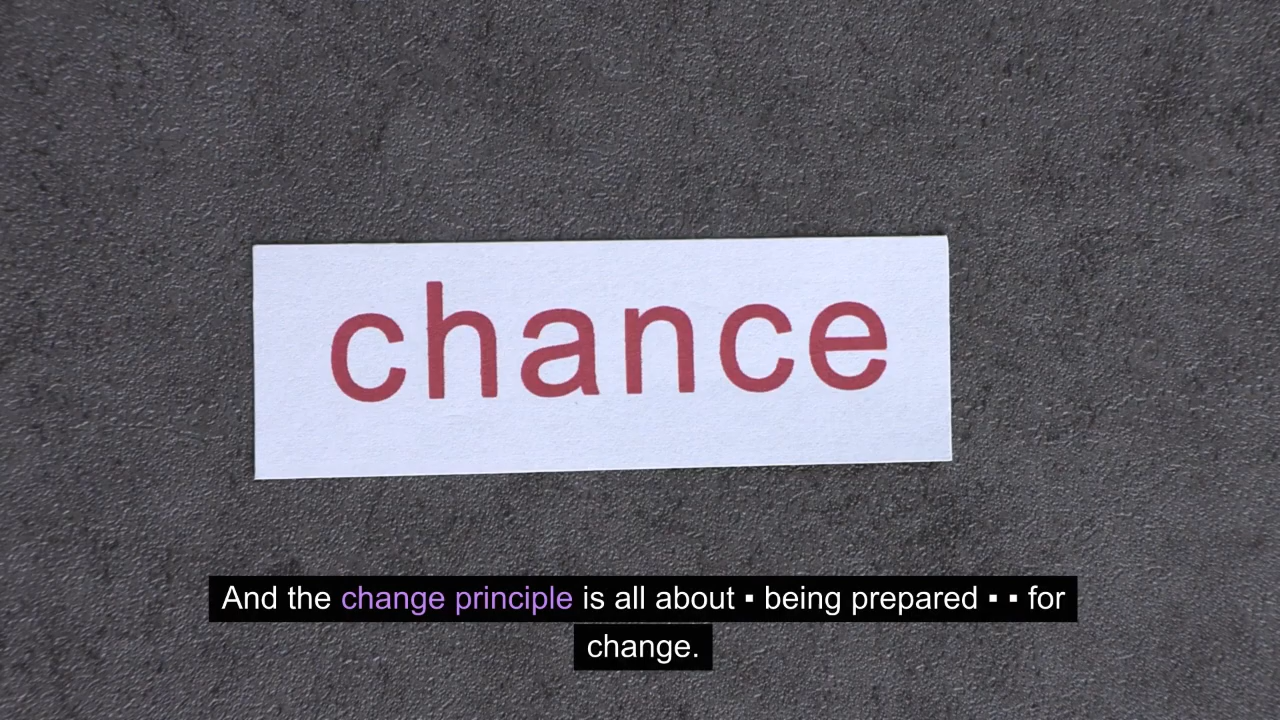 chance
And the change principle is all about ▪ being prepared ▪ ▪ for
change.